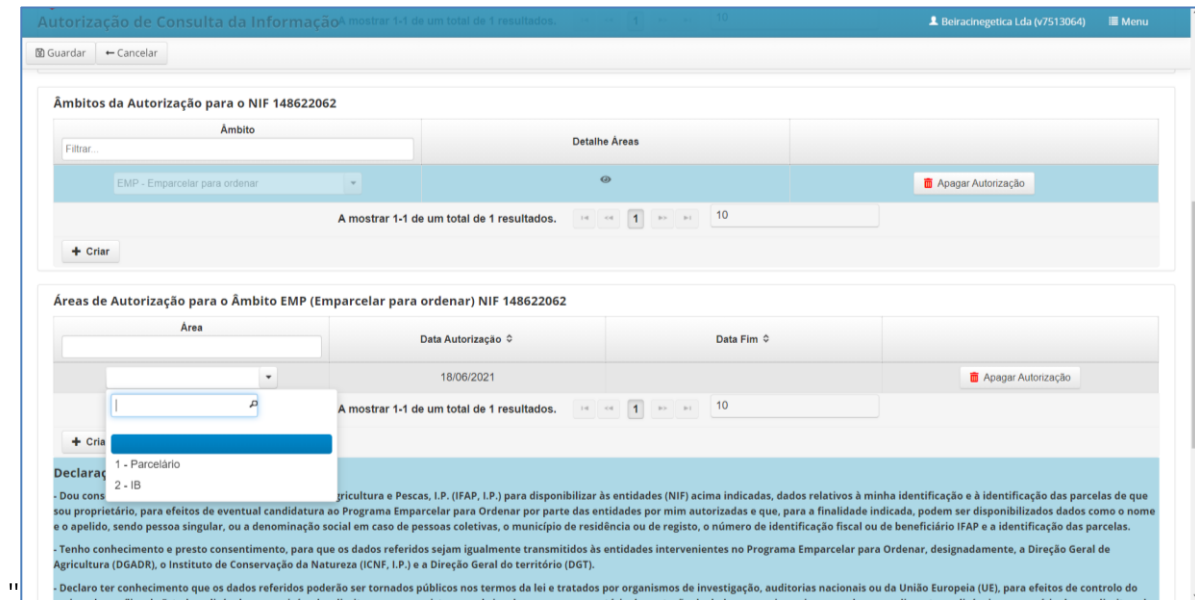 Autorização de Consulta da Informação A mostrar 1-1 de um total de 1 resultados. 1 10 Beiracinegetica Lda (v7513064) Menu
Guardar Cancelar
Âmbitos da Autorização para o NIF 148622062
Âmbito Detalhe Áreas
Filtrar...
EMP - Emparcelar para ordenar Apagar Autorização
A mostrar 1-1 de um total de 1 resultados. 1 10
+ Criar
Áreas de Autorização para o Âmbito EMP (Emparcelar para ordenar) NIF 148622062
Área Data Autorização Data Fim
18/06/2021 Apagar Autorização
A mostrar 1-1 de um total de 1 resultados. 1 10
+ Cria
1 - Parcelário
2 - IB
Declaraç
- Dou cons gricultura e Pescas, I.P. (IFAP, I.P.) para disponibilizar às entidades (NIF) acima indicadas, dados relativos à minha identificação e à identificação das parcelas de que
sou proprietário, para efeitos de eventual candidatura ao Programa Emparcelar para Ordenar por parte das entidades por mim autorizadas e que, para a finalidade indicada, podem ser disponibilizados dados como o nome
e o apelido, sendo pessoa singular, ou a denominação social em caso de pessoas coletivas, o município de residência ou de registo, o número de identificação fiscal ou de beneficiário IFAP e a identificação das parcelas.
- Tenho conhecimento e presto consentimento, para que os dados referidos sejam igualmente transmitidos às entidades intervenientes no Programa Emparcelar para Ordenar, designadamente, a Direção Geral de
Agricultura (DGADR), o Instituto de Conservação da Natureza (ICNF, I.P.) e a Direção Geral do território (DGT).
- Declaro ter conhecimento que os dados referidos poderão ser tornados públicos nos termos da lei e tratados por organismos de investigação, auditorias nacionais ou da União Europeia (UE), para efeitos de controlo do
"